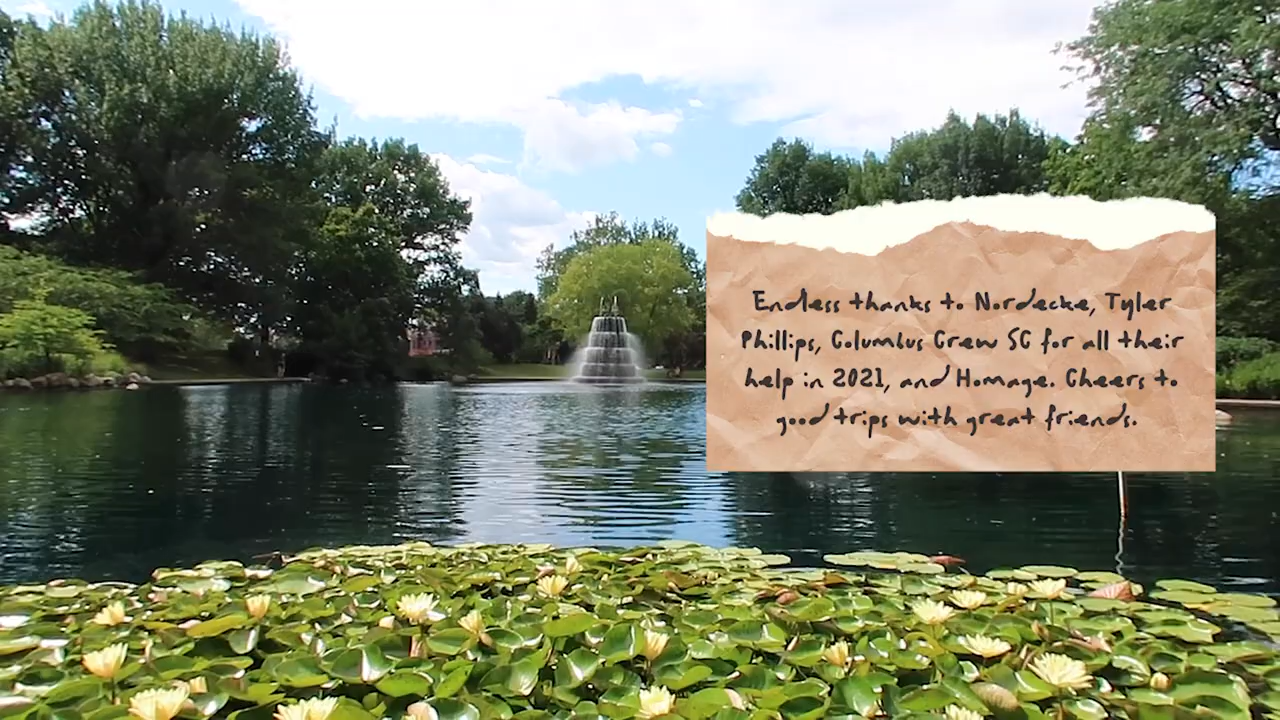 Endless thanks to Nordecke, Tyler
Phillips, Columbus Crew SC for all their
help in 2021, and Homage. Cheers to
good trips with great friends.